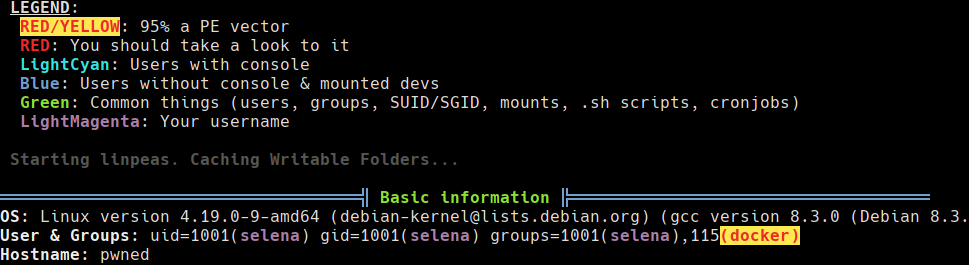 LEGEND:
RED/YELLOW: 95% a PE vector
RED: You should take a look to it
LightCyan: Users with console
Blue: Users without console & mounted devs
Green: Common things (users, groups, SUID/SGID, mounts, .sh scripts, cronjobs)
LightMagenta: Your username
Starting linpeas. Caching Writable Folders...
Basic information
OS: Linux version 4.19.0-9-amd64 (debian-kernel@lists.debian.org) (gcc version 8.3.0 (Debian 8.3.
User & Groups: uid=1001(selena) gid=1001(selena) groups=1001(selena),115(docker)
Hostname: pwned